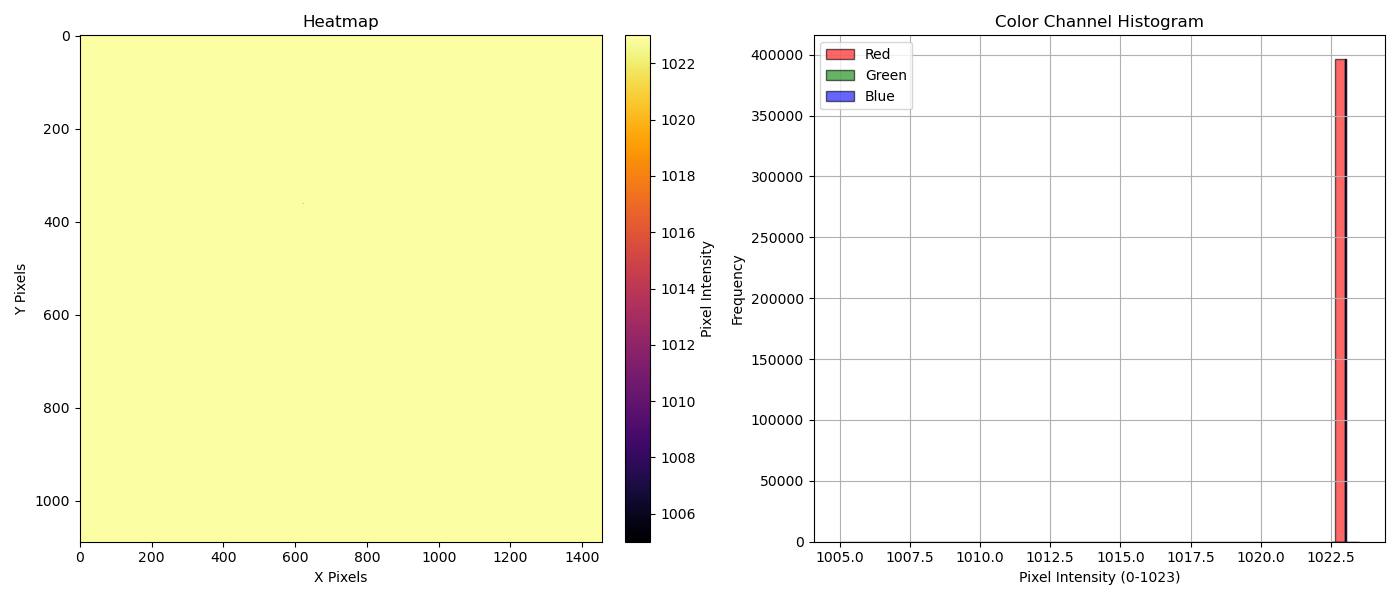 Heatmap
0
200
400
600
800
1000
Y Pixels
0 200 400 600 800 1000 1200 1400
X Pixels
1022
1020
1018
1016
1014
1012
1010
1008
1006
Pixel Intensity
Color Channel Histogram
Red
Green
Blue
400000
350000
300000
250000
200000
150000
100000
50000
0
Frequency
1005.0 1007.5 1010.0 1012.5 1015.0 1017.5 1020.0 1022.5
Pixel Intensity (0-1023)